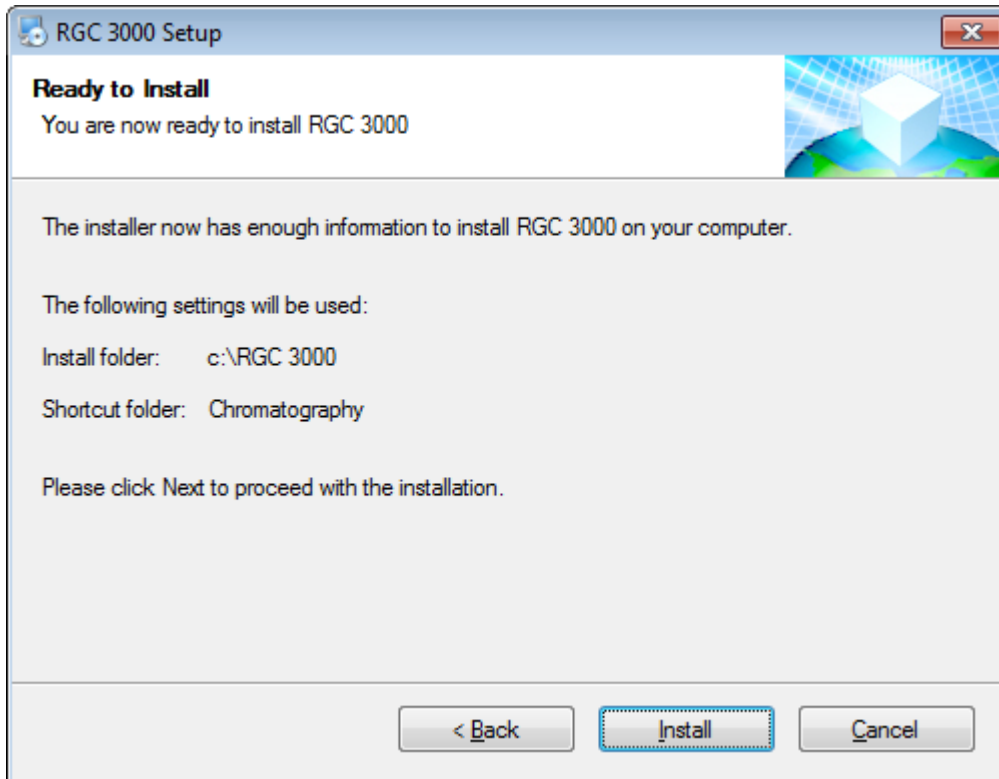 RGC 3000 Setup
Ready to Install
You are now ready to install RGC 3000
The installer now has enough information to install RGC 3000 on your computer.
The following settings will be used:
Install folder: c:\RGC 3000
Shortcut folder: Chromatography
Please click Next to proceed with the installation.
< Back Install Cancel